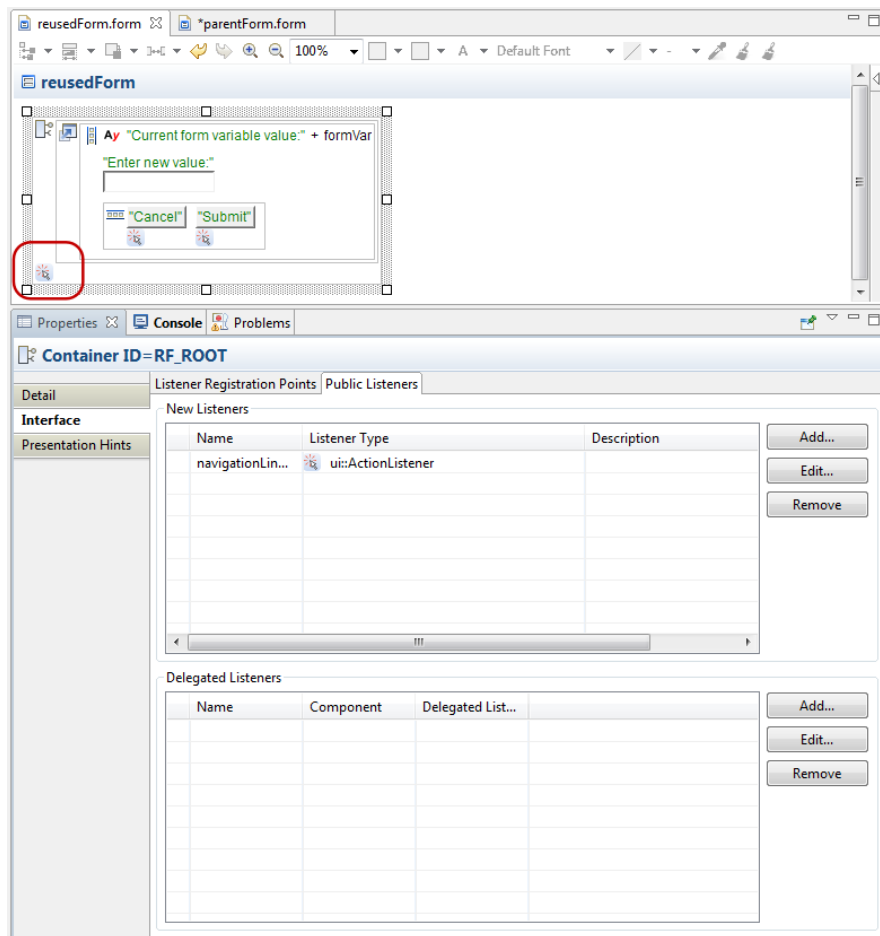 reusedForm.form *parentForm.form
100% A Default Font -
reusedForm
Ay "Current form variable value:" + formVar
"Enter new value:"
"Cancel" "Submit"
Properties Console Problems
Container ID=RF_ROOT
Listener Registration Points Public Listeners
Detail
Interface
Presentation Hints
New Listeners
Name Listener Type Description
navigationLin... ui::ActionListener
Add...
Edit...
Remove
Delegated Listeners
Name Component Delegated List...
Add...
Edit...
Remove